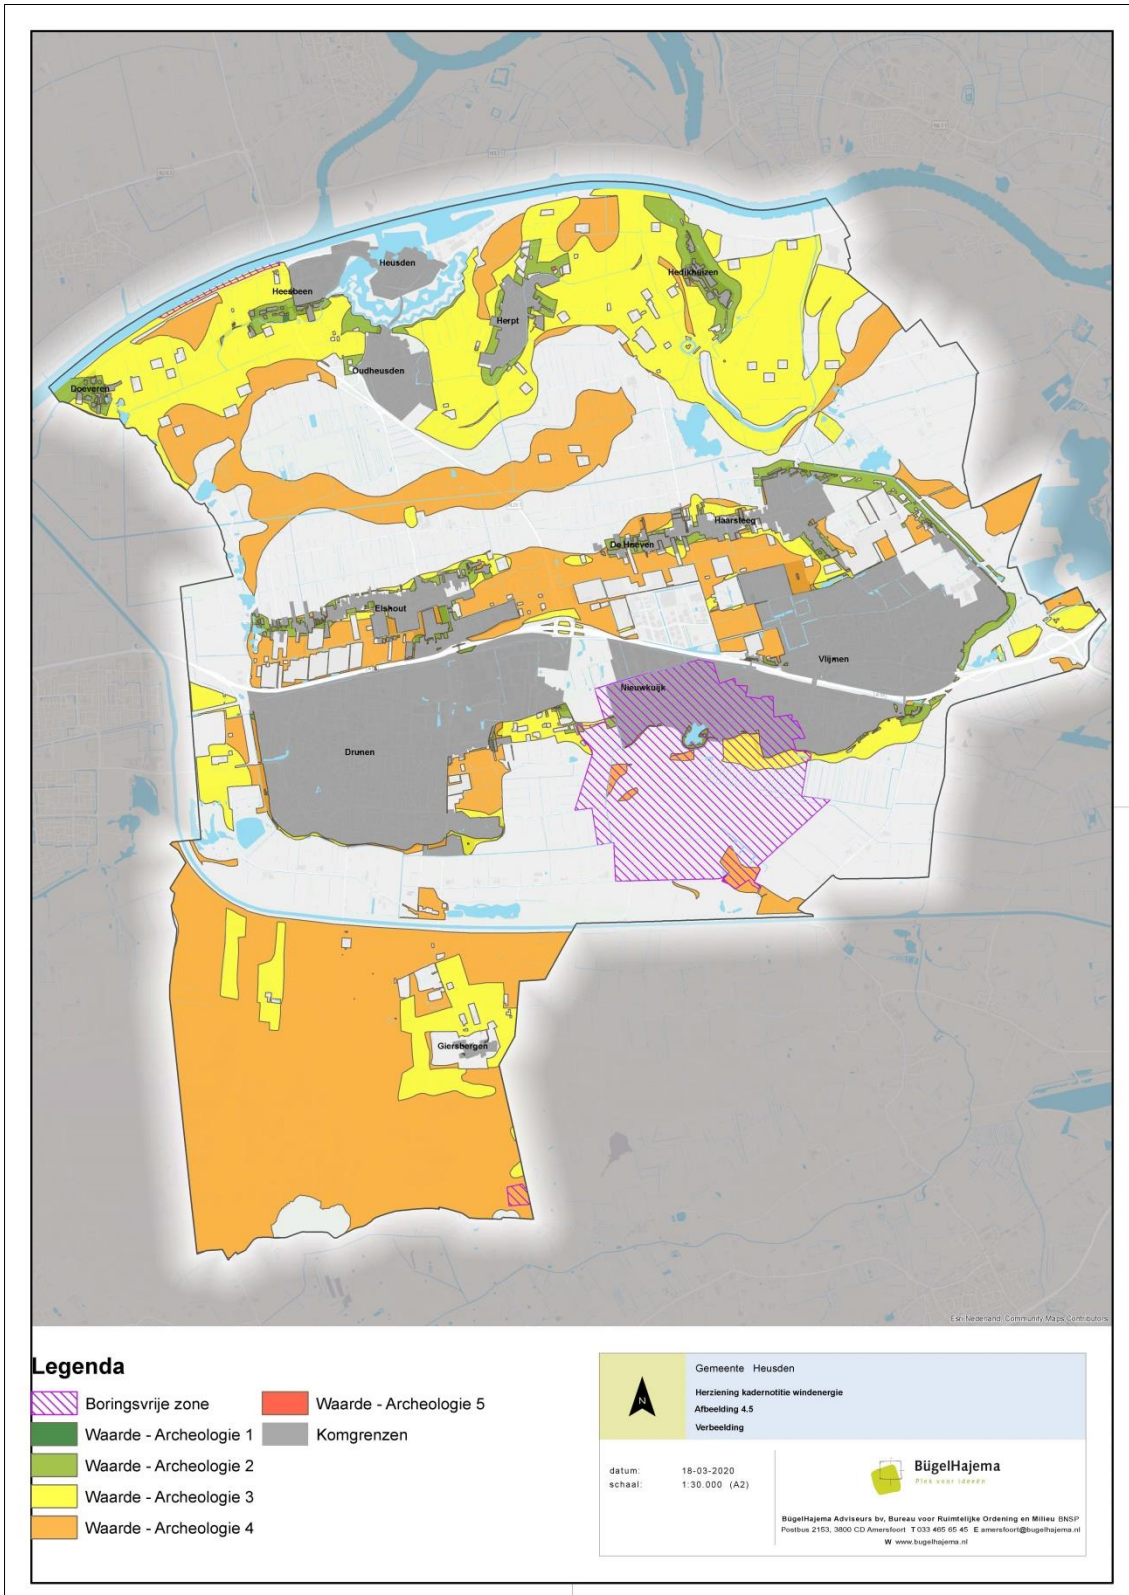 Heusden
Heesbeen
Hedikhuizen
Herpt
Oudheusden
Doeveren
Haarsteeg
De Hoeven
Elshout
Vlijmen
Nieuwkuijk
Drunen
Giersbergen
Esri Nederland, Community Maps Contributors
Legenda
Boringsvrije zone
Waarde - Archeologie 1
Waarde - Archeologie 2
Waarde - Archeologie 3
Waarde - Archeologie 4
Waarde - Archeologie 5
Komgrenzen
N
Gemeente Heusden
Herziening kadernotitie windenergie
Afbeelding 4.5
Verbeelding
datum: 18-03-2020
schaal: 1:30.000 (A2)
BügelHajema
Plek voor ideeën
BügelHajema Adviseurs bv, Bureau voor Ruimtelijke Ordening en Milieu BNSP
Postbus 2153, 3800 CD Amersfoort T 033 465 65 45 E amersfoort@bugelhajema.nl
W www.bugelhajema.nl